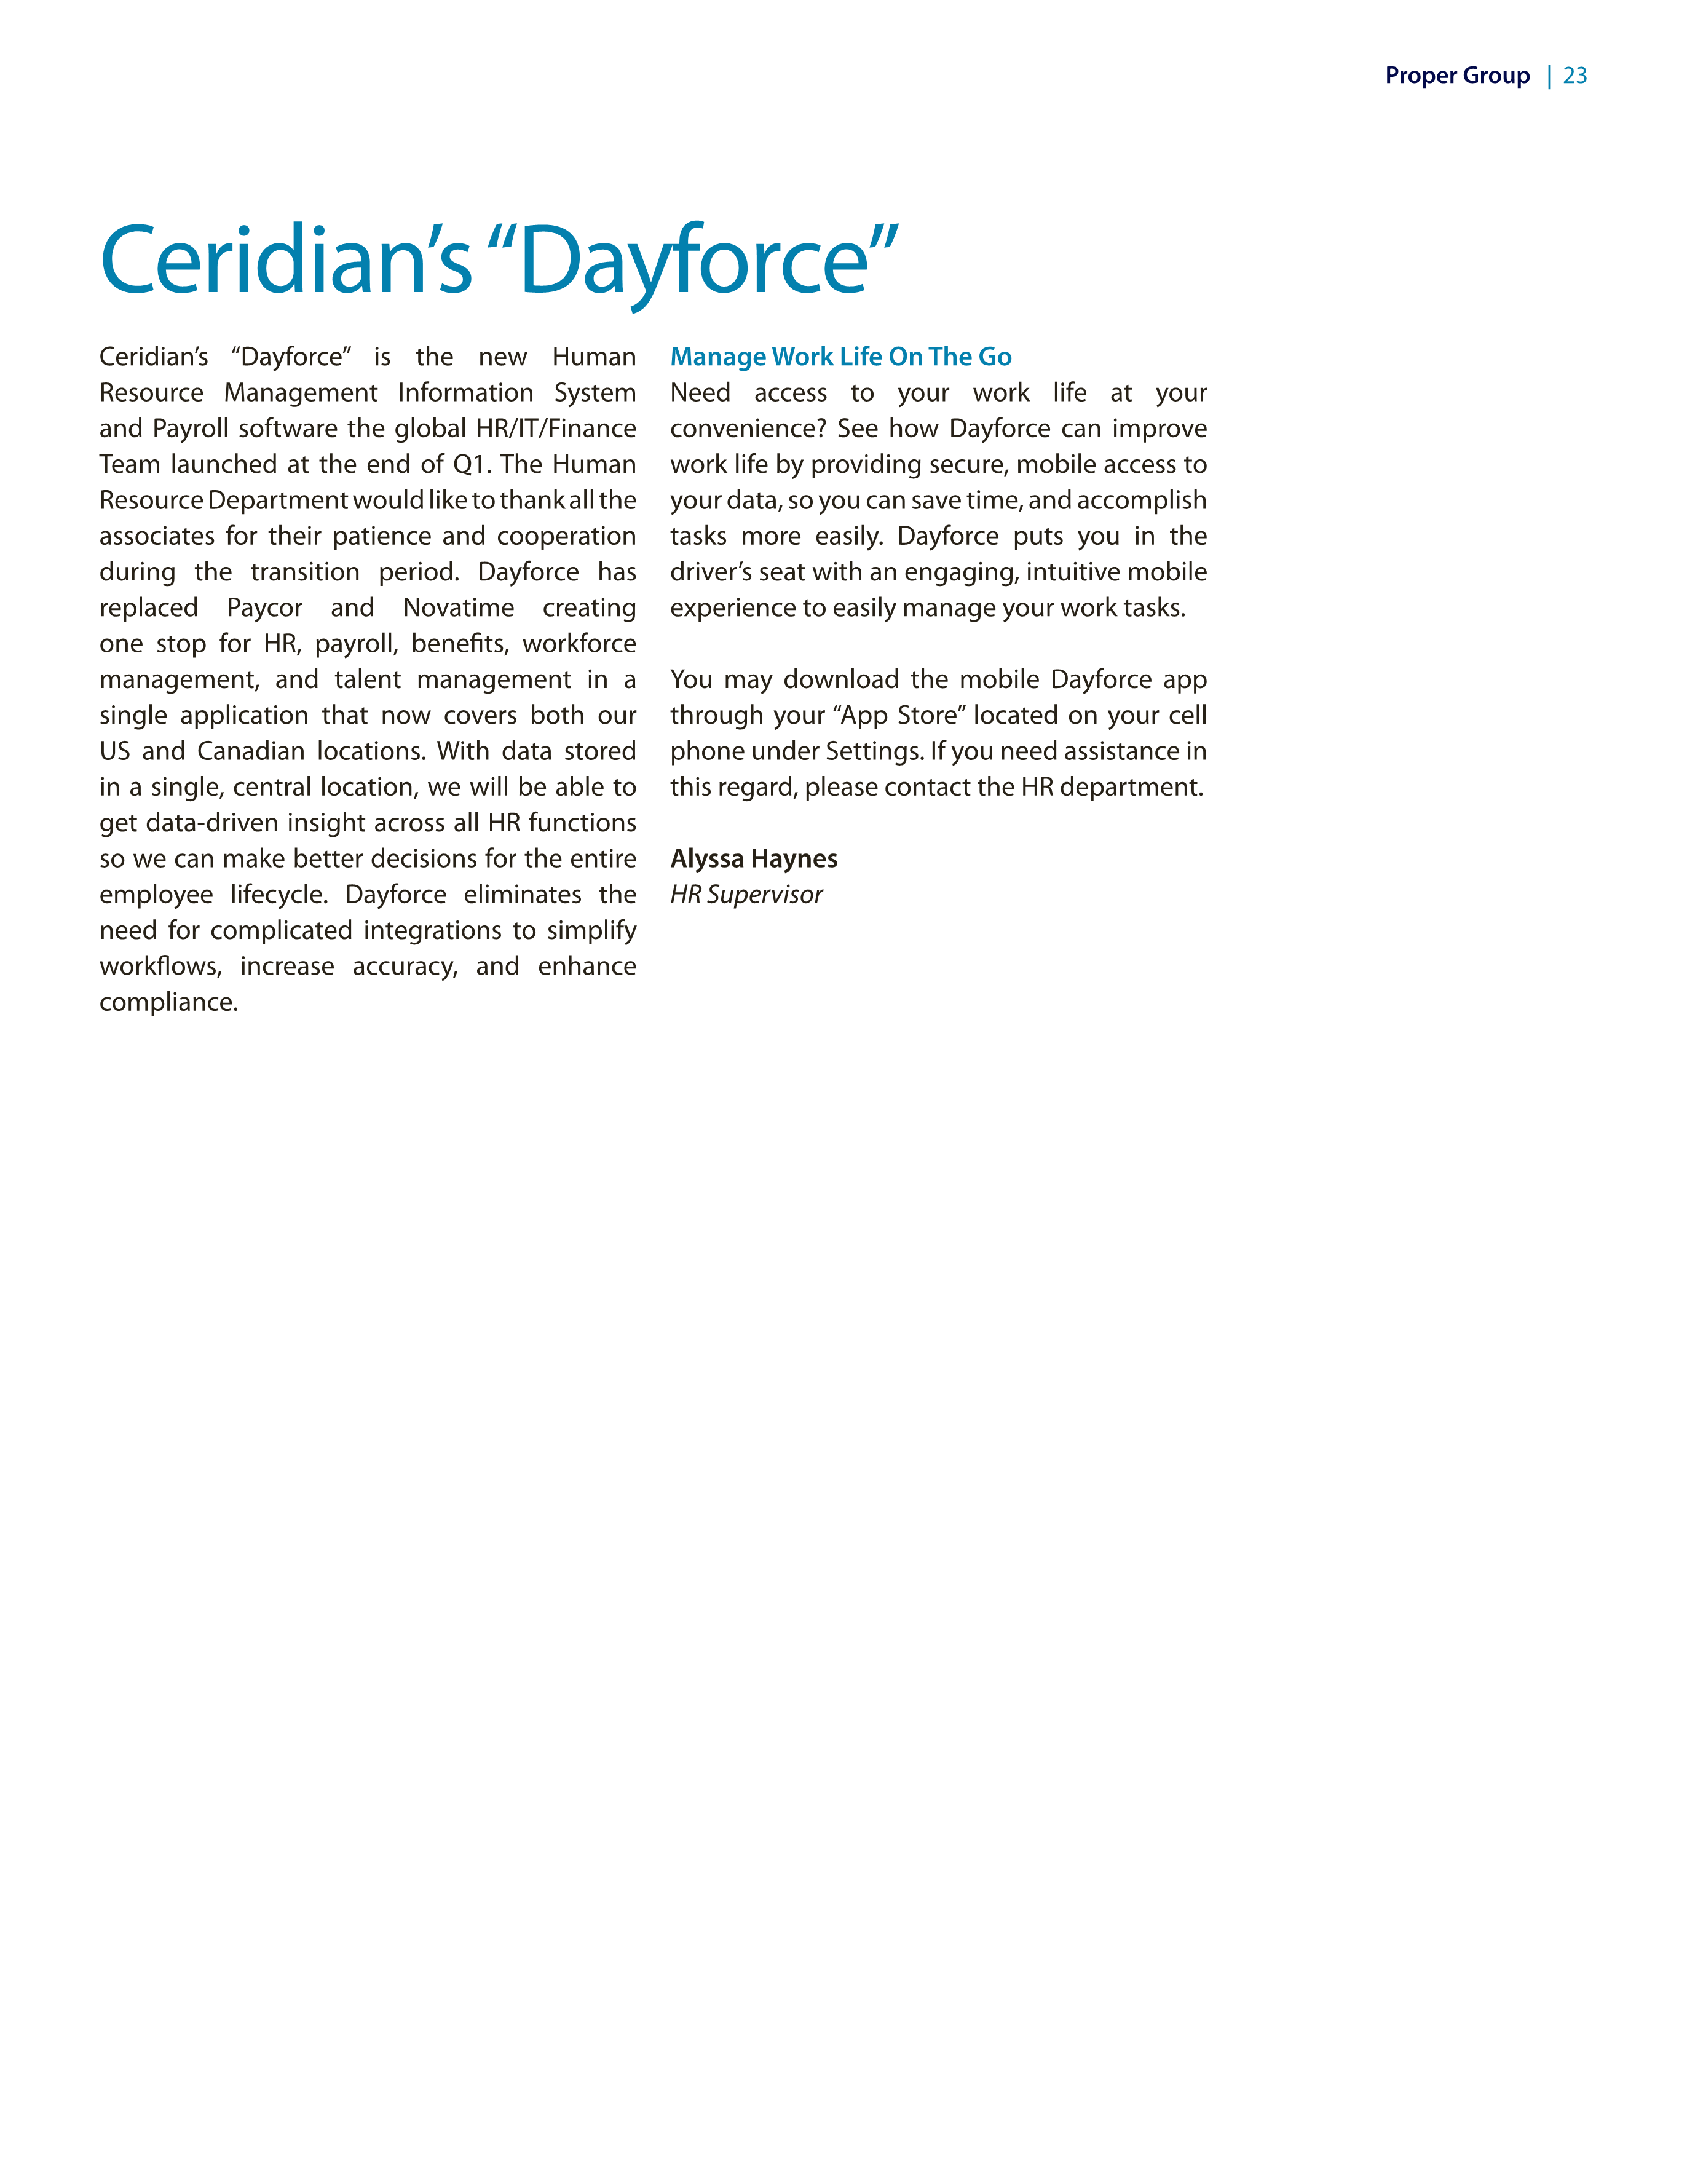 Proper Group | 23
Ceridian’s “Dayforce”
Ceridian’s “Dayforce” is the new Human
Resource Management Information System
and Payroll software the global HR/IT/Finance
Team launched at the end of Q1. The Human
Resource Department would like to thank all the
associates for their patience and cooperation
during the transition period. Dayforce has
replaced Paycor and Novatime creating
one stop for HR, payroll, benefits, workforce
management, and talent management in a
single application that now covers both our
US and Canadian locations. With data stored
in a single, central location, we will be able to
get data-driven insight across all HR functions
so we can make better decisions for the entire
employee lifecycle. Dayforce eliminates the
need for complicated integrations to simplify
workflows, increase accuracy, and enhance
compliance.
Manage Work Life On The Go
Need access to your work life at your
convenience? See how Dayforce can improve
work life by providing secure, mobile access to
your data, so you can save time, and accomplish
tasks more easily. Dayforce puts you in the
driver’s seat with an engaging, intuitive mobile
experience to easily manage your work tasks.
You may download the mobile Dayforce app
through your “App Store” located on your cell
phone under Settings. If you need assistance in
this regard, please contact the HR department.
Alyssa Haynes
HR Supervisor